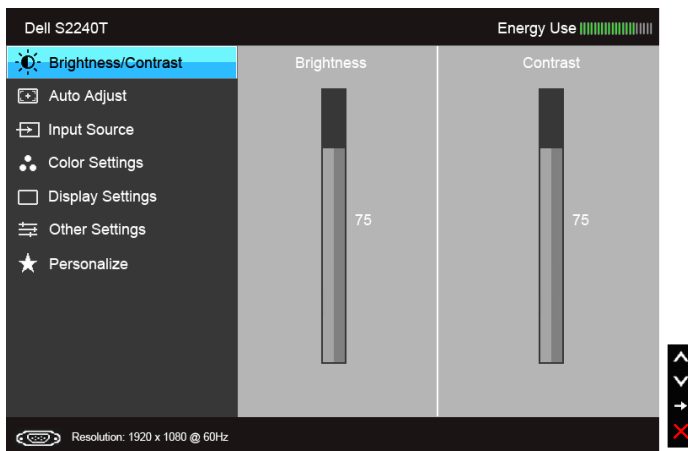 Dell S2240T
Energy Use
Brightness/Contrast
Auto Adjust
Input Source
Color Settings
Display Settings
Other Settings
Personalize
Brightness
75
Contrast
75
Resolution: 1920 x 1080 @ 60Hz